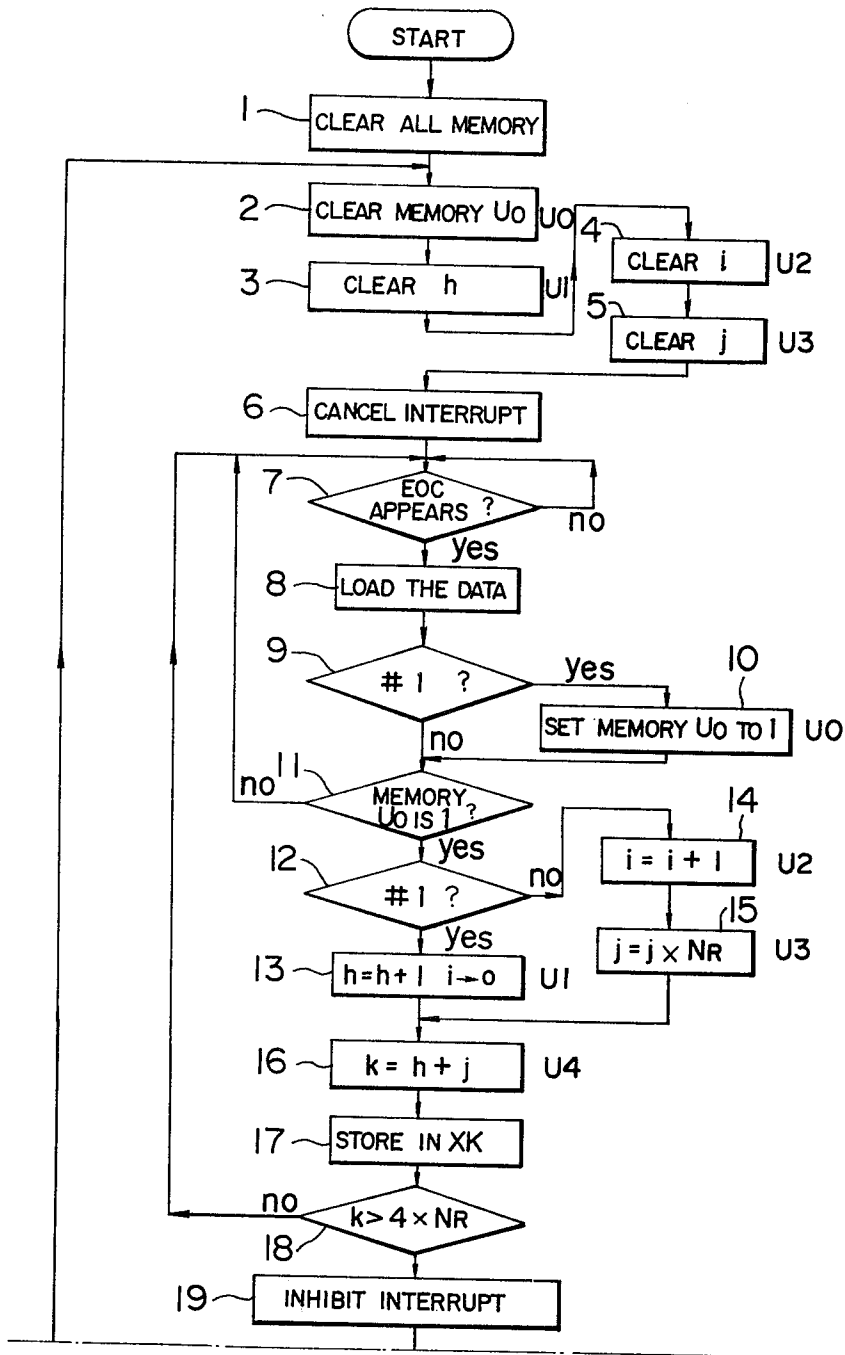 START
1
CLEAR ALL MEMORY
2
CLEAR MEMORY U0
U0
3
CLEAR h
U1
4
CLEAR i
U2
5
CLEAR j
U3
6
CANCEL INTERRUPT
7
EOC
APPEARS ?
no
yes
8
LOAD THE DATA
9
# 1 ?
yes
no
10
SET MEMORY U0 TO 1
U0
11
no
MEMORY
U0 IS 1 ?
yes
12
# 1 ?
no
yes
13
h=h+1 i→0
U1
14
i = i + 1
U2
15
j = j × NR
U3
16
k = h + j
U4
17
STORE IN XK
no
k > 4 × NR
18
19
INHIBIT INTERRUPT